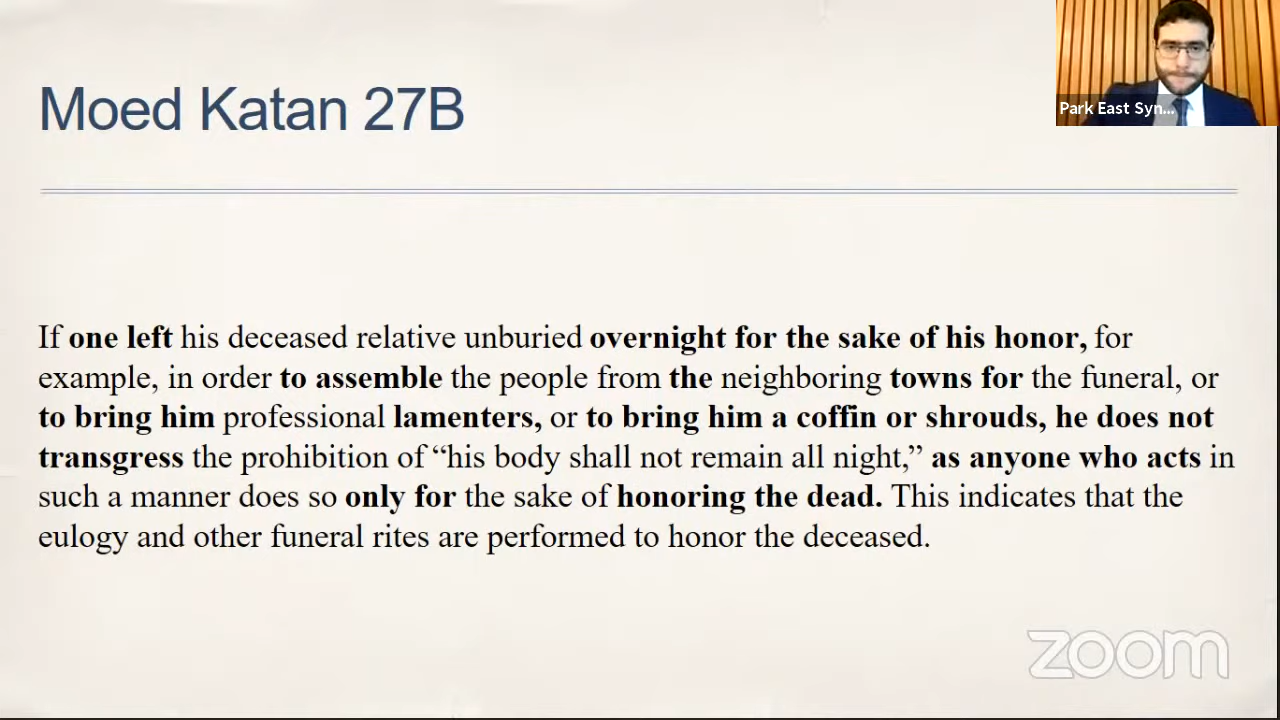 Park East Syn...
Moed Katan 27B
If one left his deceased relative unburied overnight for the sake of his honor, for
example, in order to assemble the people from the neighboring towns for the funeral, or
to bring him professional lamenters, or to bring him a coffin or shrouds, he does not
transgress the prohibition of “his body shall not remain all night,” as anyone who acts in
such a manner does so only for the sake of honoring the dead. This indicates that the
eulogy and other funeral rites are performed to honor the deceased.
zoom